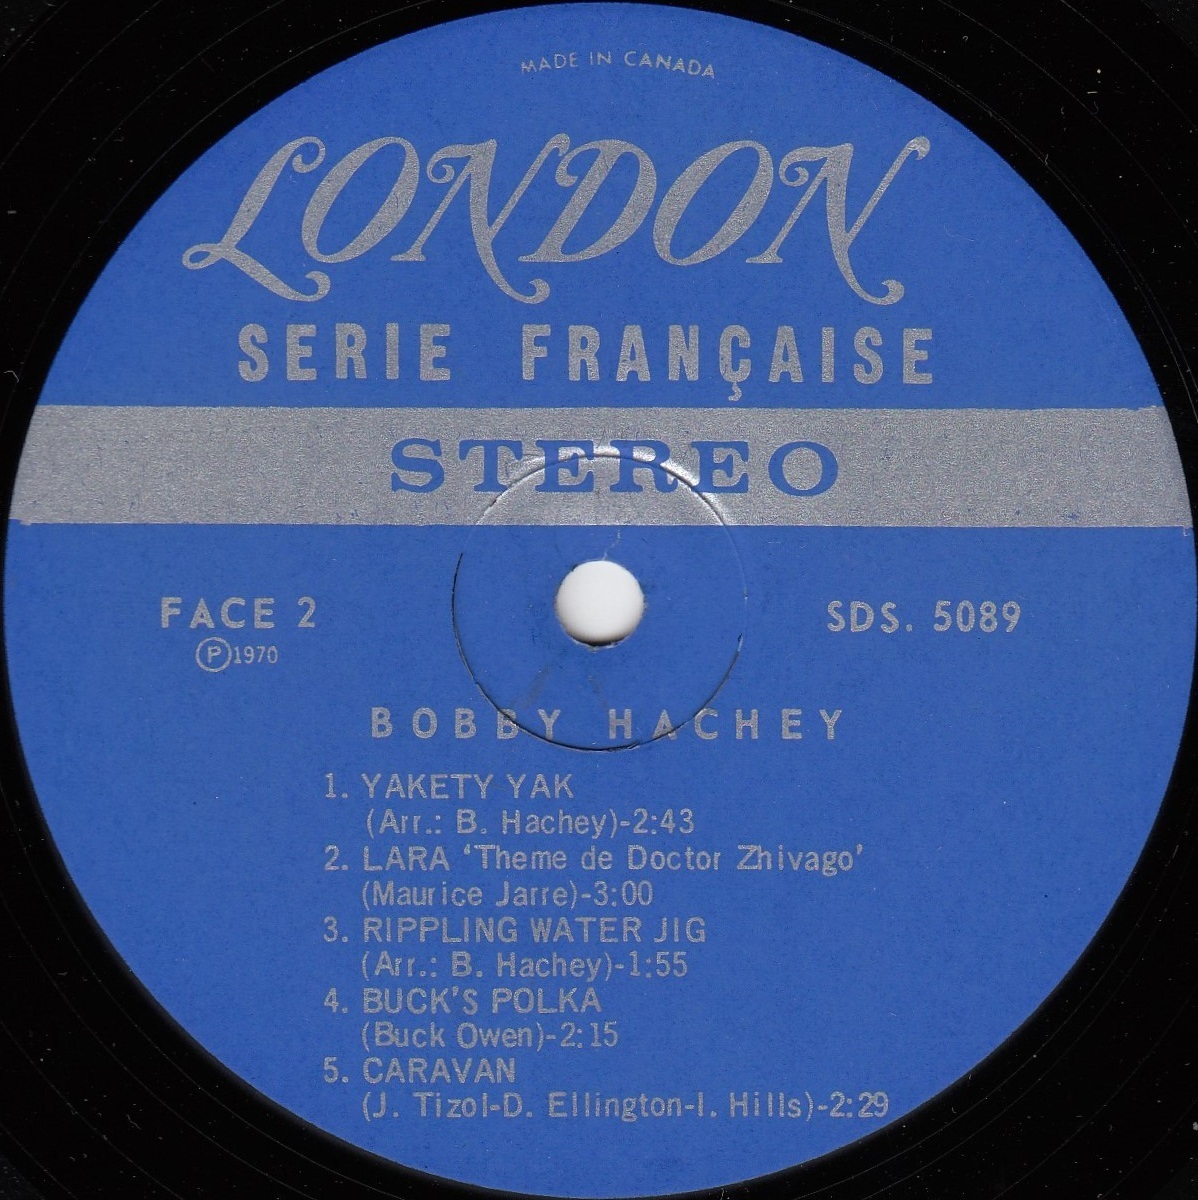 MADE IN CANADA
LONDON
SERIE FRANÇAISE
STEREO
FACE 2
SDS. 5089
Ⓟ1970
BOBBY HACHEY
1. YAKETY YAK
(Arr.: B. Hachey)-2:43
2. LARA 'Theme de Doctor Zhivago'
(Maurice Jarre)-3:00
3. RIPPLING WATER JIG
(Arr.: B. Hachey)-1:55
4. BUCK'S POLKA
(Buck Owen)-2:15
5. CARAVAN
(J. Tizol-D. Ellington-I. Hills)-2:29